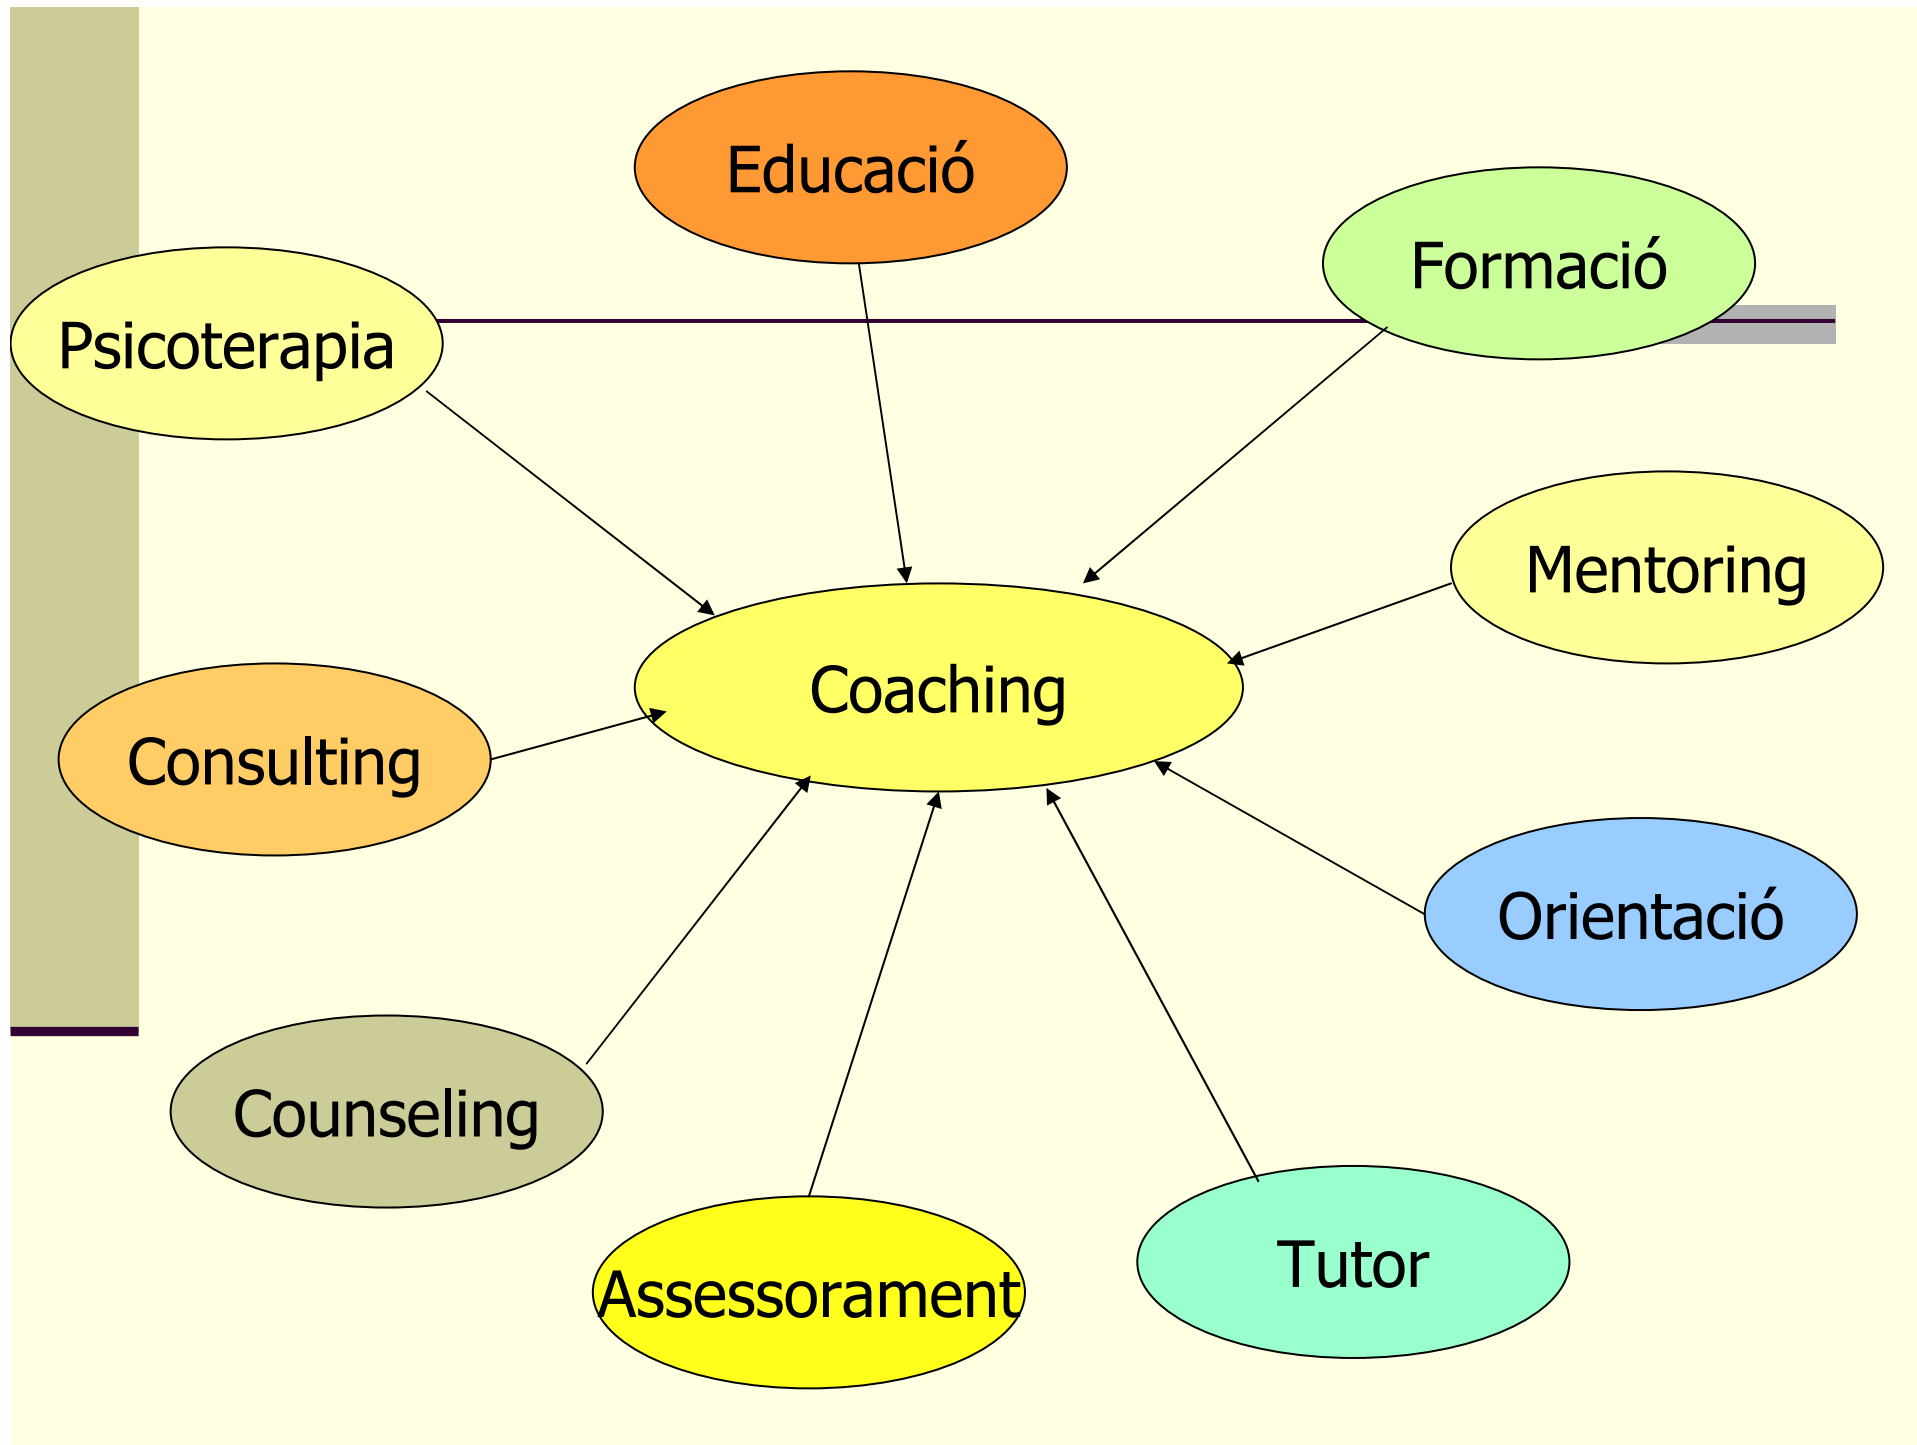 Educació
Formació
Psicoterapia
Mentoring
Coaching
Consulting
Orientació
Counseling
Tutor
Assessorament